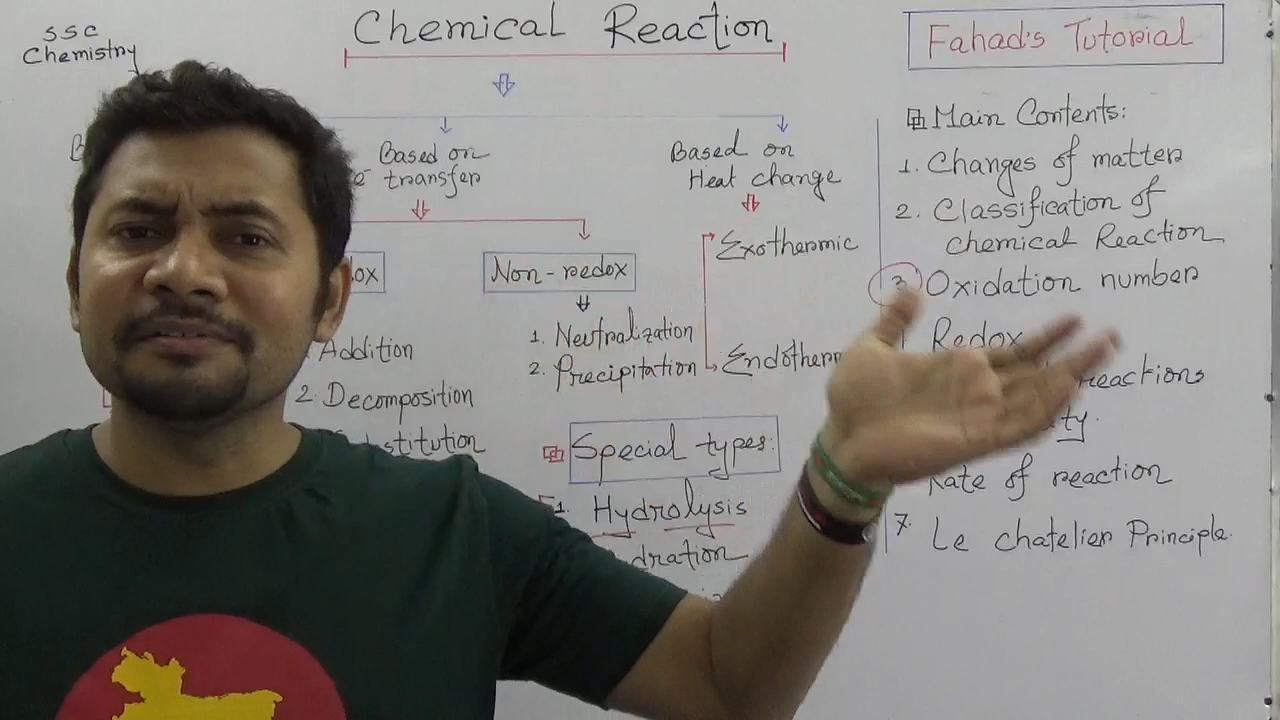 SSC
Chemistry
Chemical Reaction
Fahad's Tutorial
Based on
e transfer
Based on
Heat change
Exothermic
Non-redox
1. Neutralization
2. Precipitation
Addition
2. Decomposition
Special types:
1. Hydrolysis
Main Contents:
1. Changes of matter
2. Classification of
chemical Reaction
3 Oxidation number
Redox
reactions
Rate of reaction
7. Le chatelier Principle.